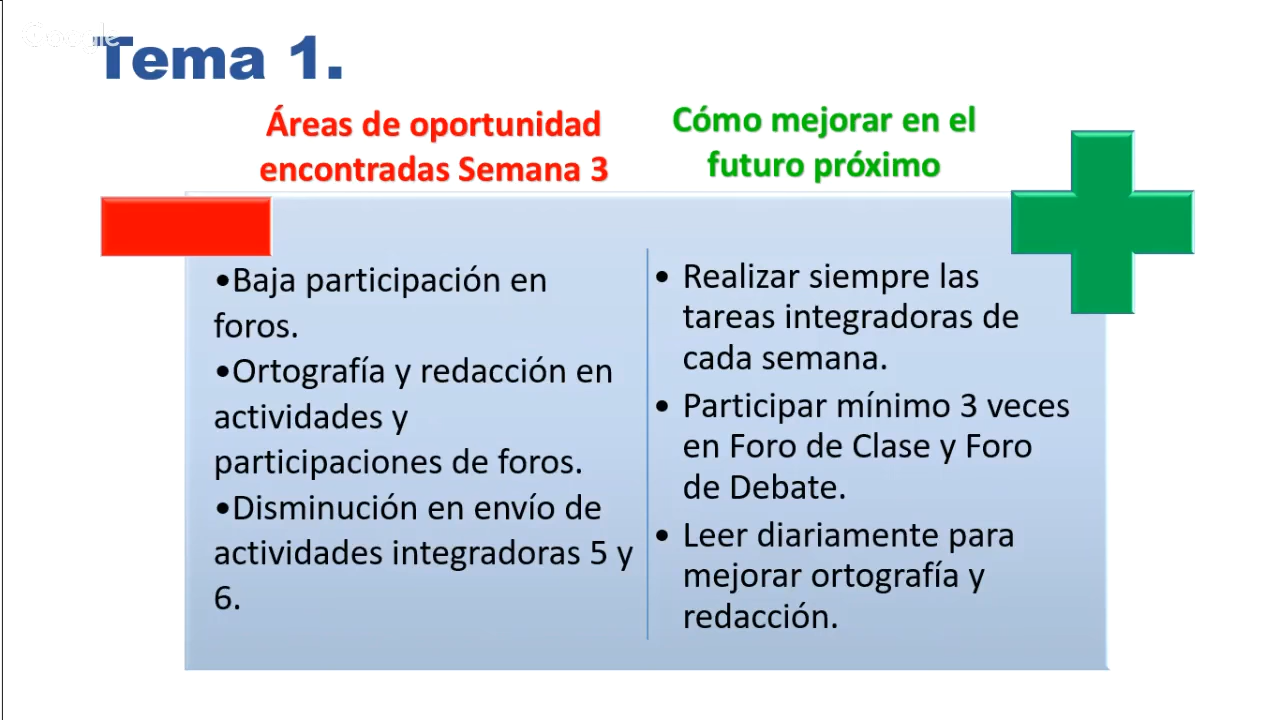 Google
Tema 1.
Áreas de oportunidad
encontradas Semana 3
Cómo mejorar en el
futuro próximo
•Baja participación en
foros.
•Ortografía y redacción en
actividades y
participaciones de foros.
•Disminución en envío de
actividades integradoras 5 y
6.
• Realizar siempre las
tareas integradoras de
cada semana.
• Participar mínimo 3 veces
en Foro de Clase y Foro
de Debate.
• Leer diariamente para
mejorar ortografía y
redacción.